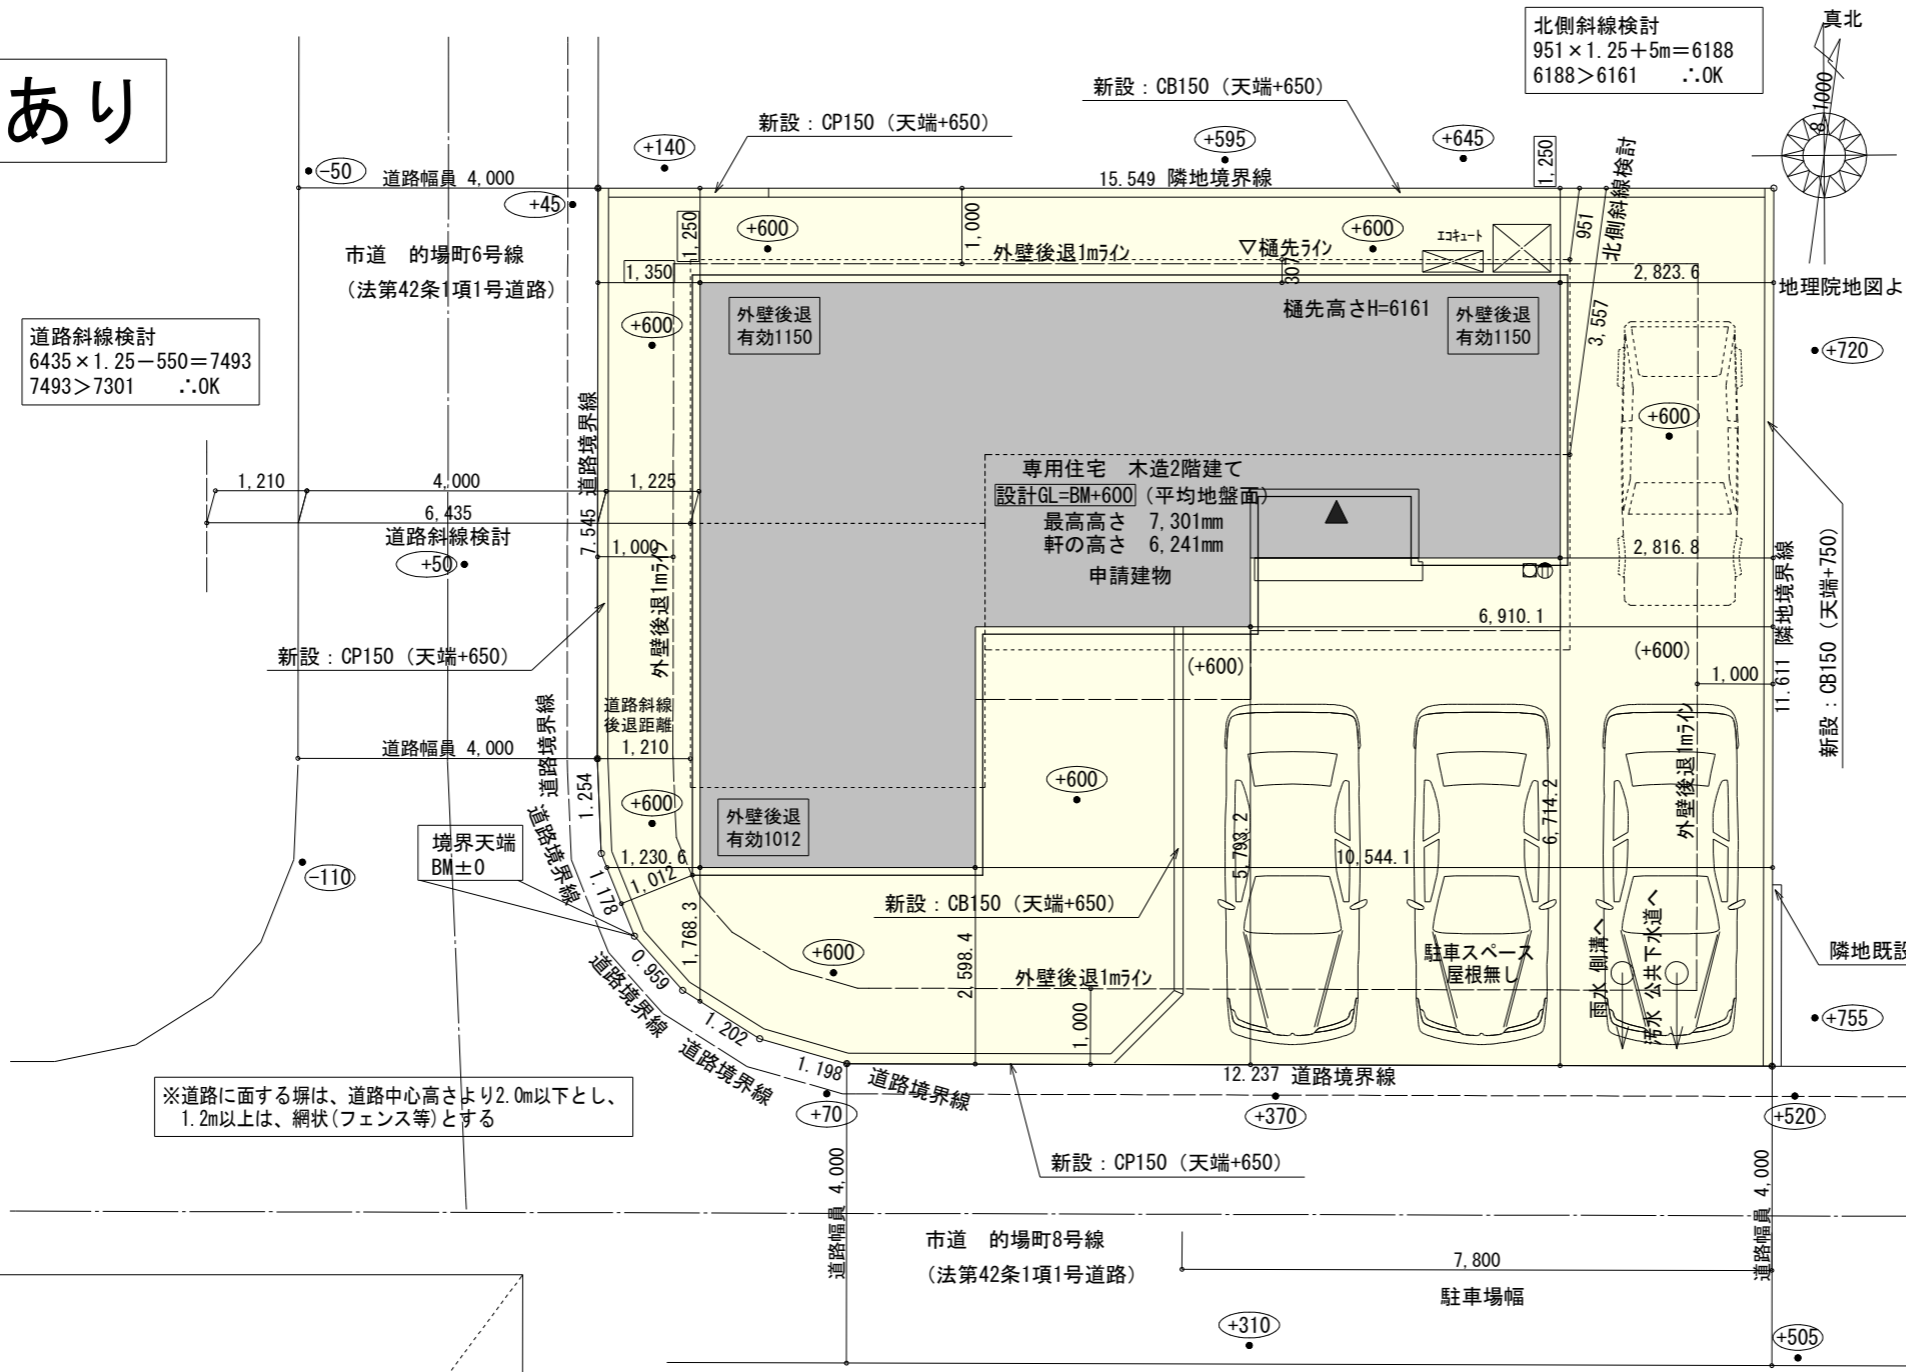 あり
北側斜線検討
951×1.25+5m=6188
6188>6161 ∴OK
真北
8.1000
地理院地図よ
新設:CB150(天端+650)
新設:CP150(天端+650)
-50
道路幅員 4,000
+45
+140
+595
+645
1,250
15.549 隣地境界線
北側斜線検討
951
3,557
市道 的場町6号線
(法第42条1項1号道路)
1,250
1,350
+600
1,000
外壁後退1mライン
▽樋先ライン
307
+600
エコキュート
2,823.6
道路斜線検討
6435×1.25-550=7493
7493>7301 ∴OK
+600
外壁後退
有効1150
樋先高さH=6161
外壁後退
有効1150
+720
+600
道路境界線
7.545
1,210
4,000
1,225
6,435
道路斜線検討
+50
1,000
外壁後退1mライン
専用住宅 木造2階建て
設計GL=BM+600(平均地盤面)
最高高さ 7,301mm
軒の高さ 6,241mm
申請建物
2,816.8
6,910.1
11.611 隣地境界線
新設:CB150(天端+750)
新設:CP150(天端+650)
(+600)
(+600)
1,000
道路斜線
後退距離
1,210
道路幅員 4,000
道路境界線
1.254
道路境界線
+600
+600
外壁後退
有効1012
境界天端
BM±0
-110
1,230.6
1,012
1.178
5,793.2
10,544.1
6,714.2
外壁後退1mライン
新設:CB150(天端+650)
1,768.3
2,598.4
+600
0.959
道路境界線
1.202
道路境界線
1.198
道路境界線
外壁後退1mライン
1,000
駐車スペース
屋根無し
雨水 側溝へ
汚水 公共下水道へ
隣地既設
+755
12.237 道路境界線
+70
+370
+520
※道路に面する塀は、道路中心高さより2.0m以下とし、
1.2m以上は、網状(フェンス等)とする
新設:CP150(天端+650)
道路幅員 4,000
市道 的場町8号線
(法第42条1項1号道路)
7,800
駐車場幅
道路幅員 4,000
+310
+505